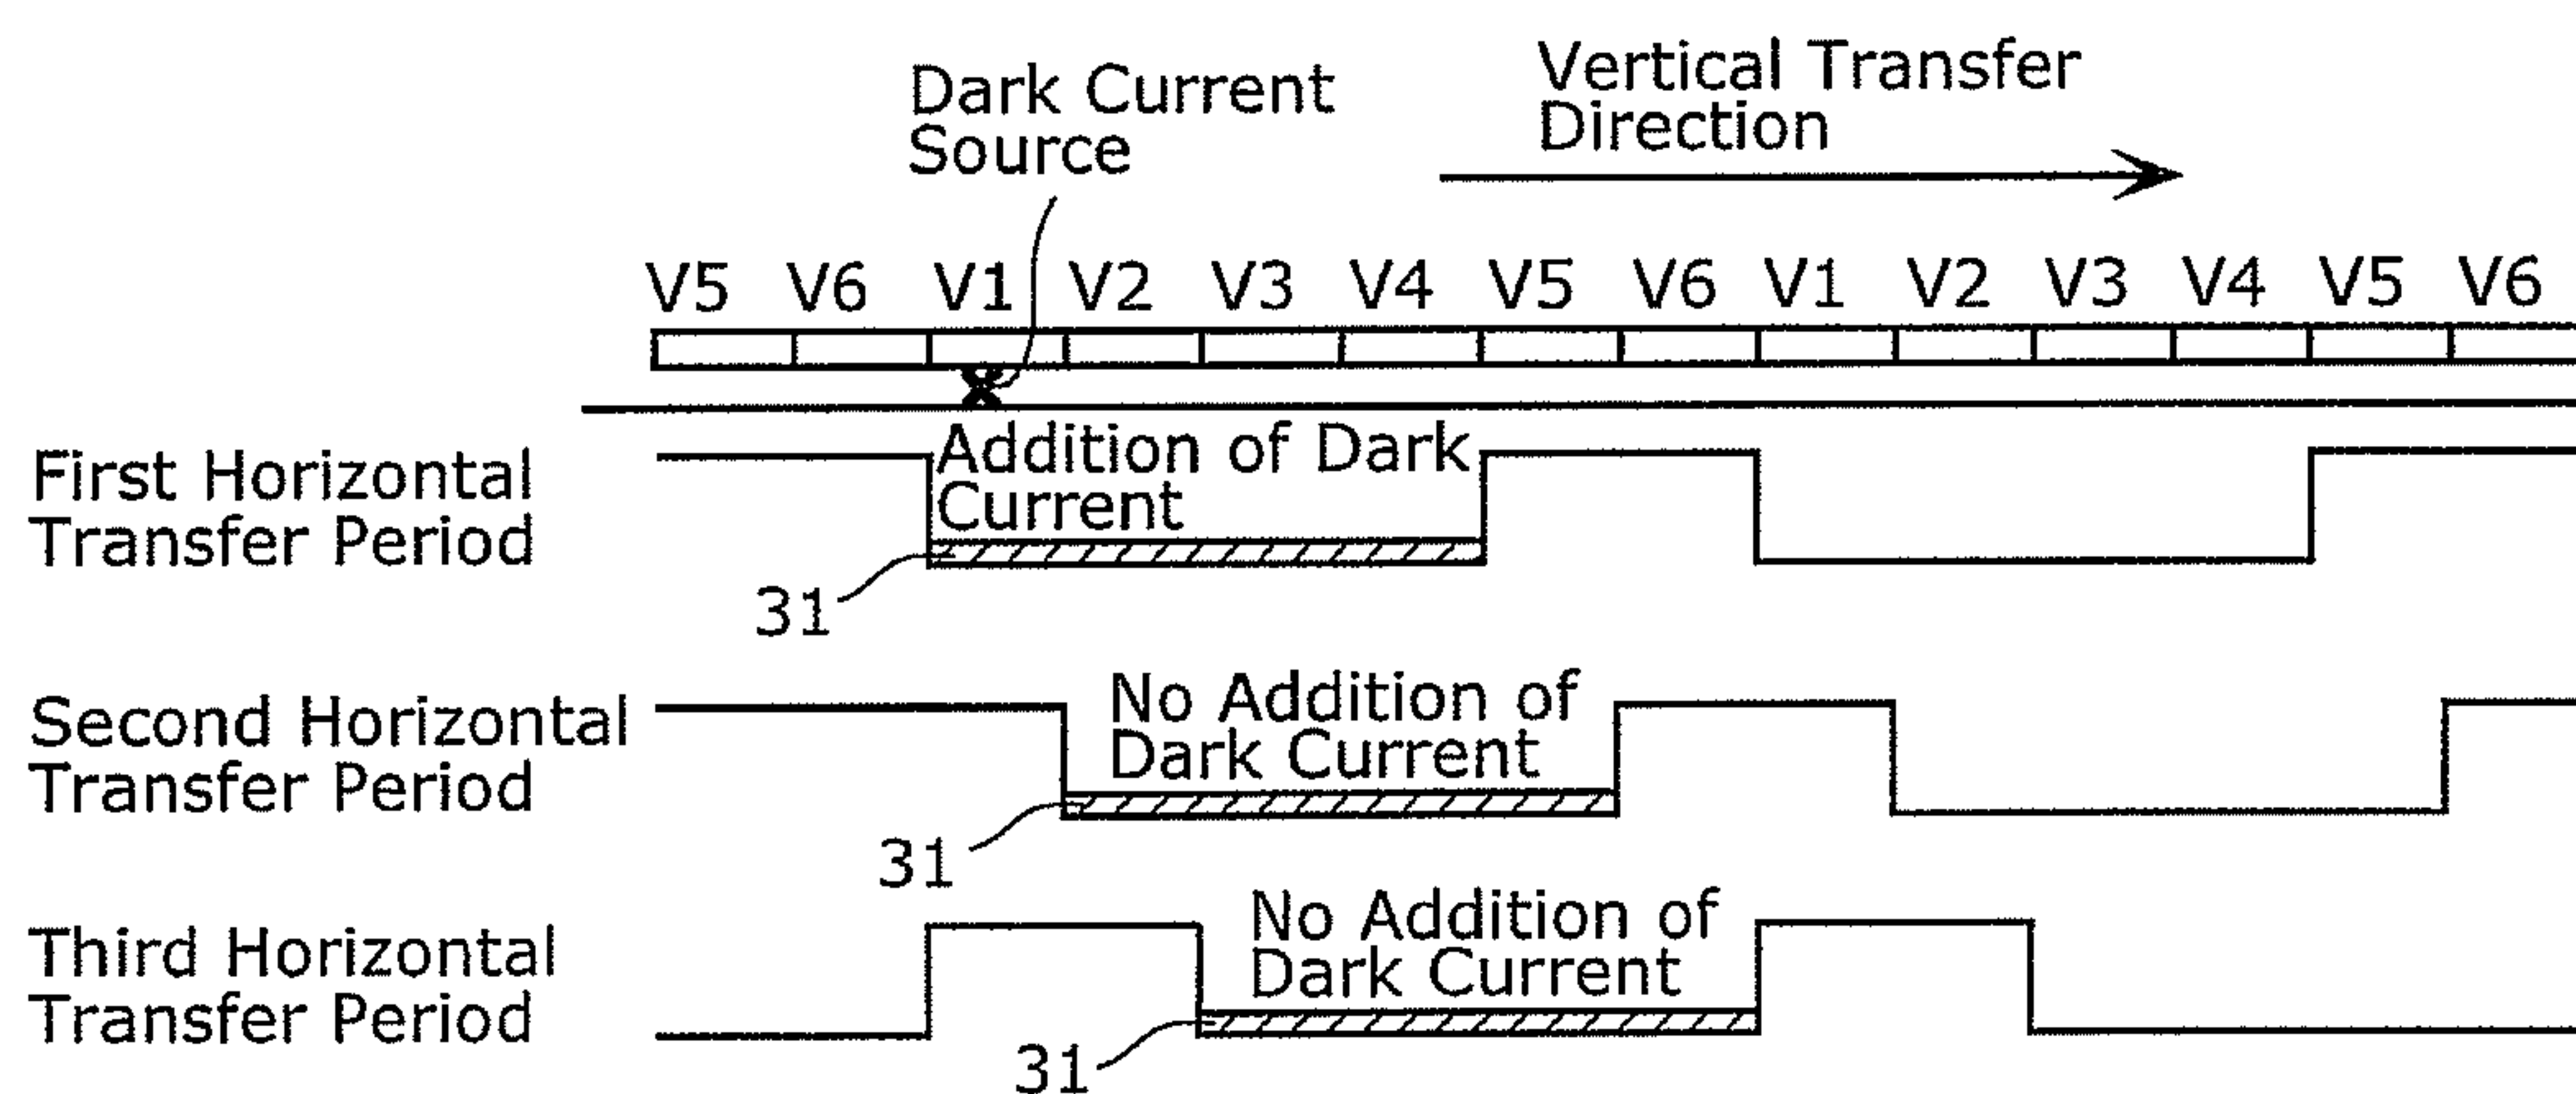 Dark Current
Source
Vertical Transfer
Direction
V5 V6 V1 V2 V3 V4 V5 V6 V1 V2 V3 V4 V5 V6
First Horizontal
Transfer Period
Addition of Dark
Current
31
Second Horizontal
Transfer Period
No Addition of
Dark Current
31
Third Horizontal
Transfer Period
No Addition of
Dark Current
31